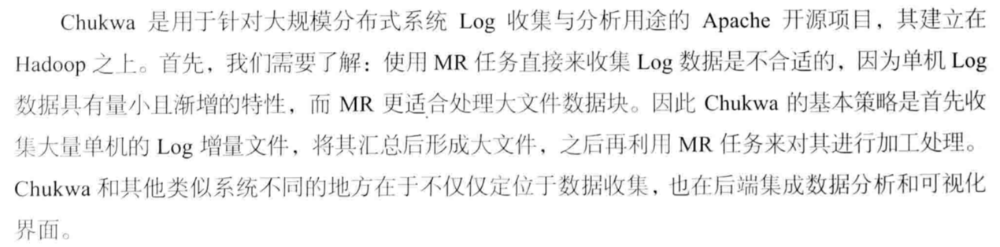 Chukwa 是用于针对大规模分布式系统 Log 收集与分析用途的 Apache 开源项目，其建立在
Hadoop 之上。首先，我们需要了解：使用 MR 任务直接来收集 Log 数据是不合适的，因为单机 Log
数据具有量小且渐增的特性，而 MR 更适合处理大文件数据块。因此 Chukwa 的基本策略是首先收
集大量单机的 Log 增量文件，将其汇总后形成大文件，之后再利用 MR 任务来对其进行加工处理。
Chukwa 和其他类似系统不同的地方在于不仅仅定位于数据收集，也在后端集成数据分析和可视化
界面。